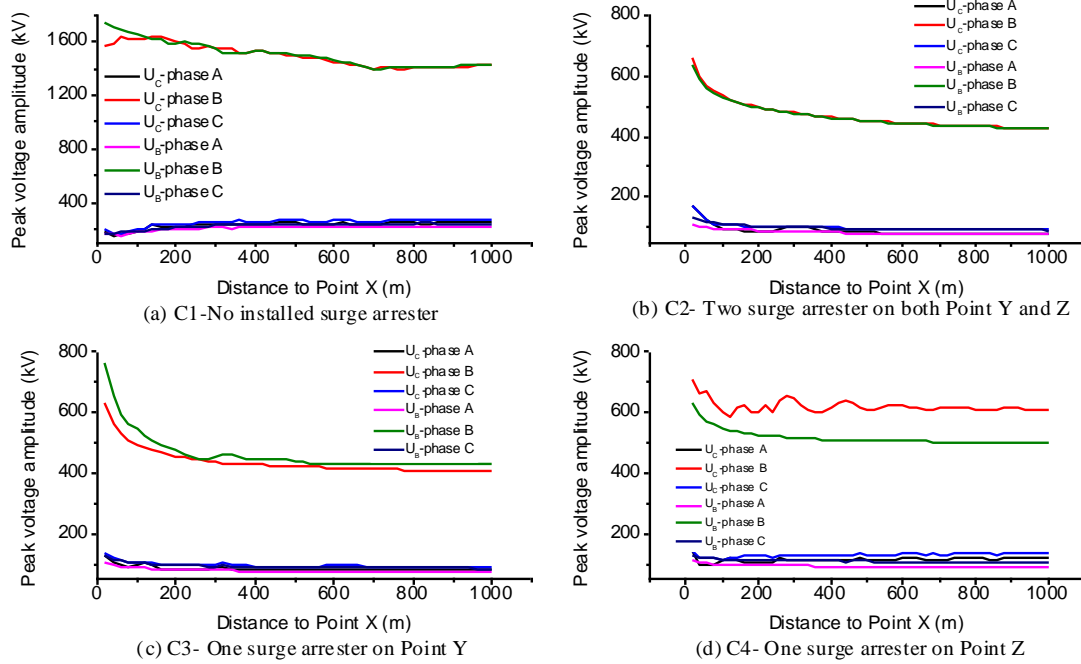 Peak voltage amplitude (kV)
1600
1200
800
400
0 200 400 600 800 1000
U_C-phase A
U_C-phase B
U_C-phase C
U_B-phase A
U_B-phase B
U_B-phase C
Distance to Point X (m)
(a) C1-No installed surge arrester
Peak voltage amplitude (kV)
800
600
400
200
0 200 400 600 800 1000
U_C-phase A
U_C-phase B
U_C-phase C
U_B-phase A
U_B-phase B
U_B-phase C
Distance to Point X (m)
(b) C2- Two surge arrester on both Point Y and Z
Peak voltage amplitude (kV)
800
600
400
200
0 200 400 600 800 1000
U_C-phase A
U_C-phase B
U_C-phase C
U_B-phase A
U_B-phase B
U_B-phase C
Distance to Point X (m)
(c) C3- One surge arrester on Point Y
Peak voltage amplitude (kV)
800
600
400
200
0 200 400 600 800 1000
U_C-phase A
U_C-phase B
U_C-phase C
U_B-phase A
U_B-phase B
U_B-phase C
Distance to Point X (m)
(d) C4- One surge arrester on Point Z